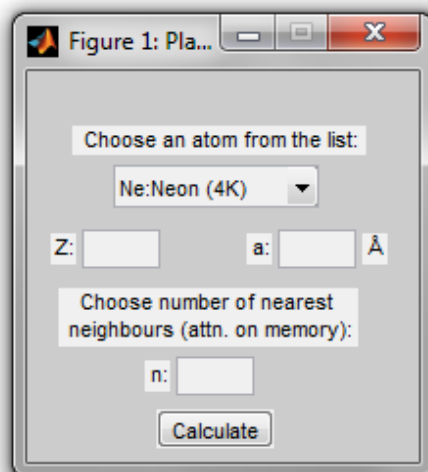 Figure 1: Pla...
Choose an atom from the list:
Ne:Neon (4K)
Z: a: Å
Choose number of nearest
neighbours (attn. on memory):
n:
Calculate